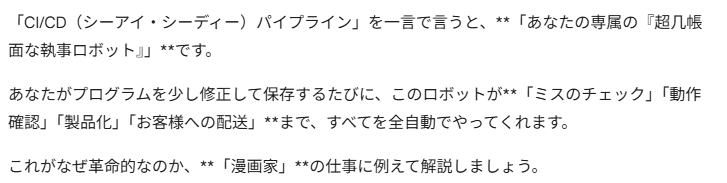 「CI/CD（シーアイ・シーディー）パイプライン」を一言で言うと、**「あなたの専属の『超几帳
面な執事ロボット』」**です。
あなたがプログラムを少し修正して保存するたびに、このロボットが**「ミスのチェック」「動作
確認」「製品化」「お客様への配送」**まで、すべてを全自動でやってくれます。
これがなぜ革命的なのか、**「漫画家」**の仕事に例えて解説しましょう。